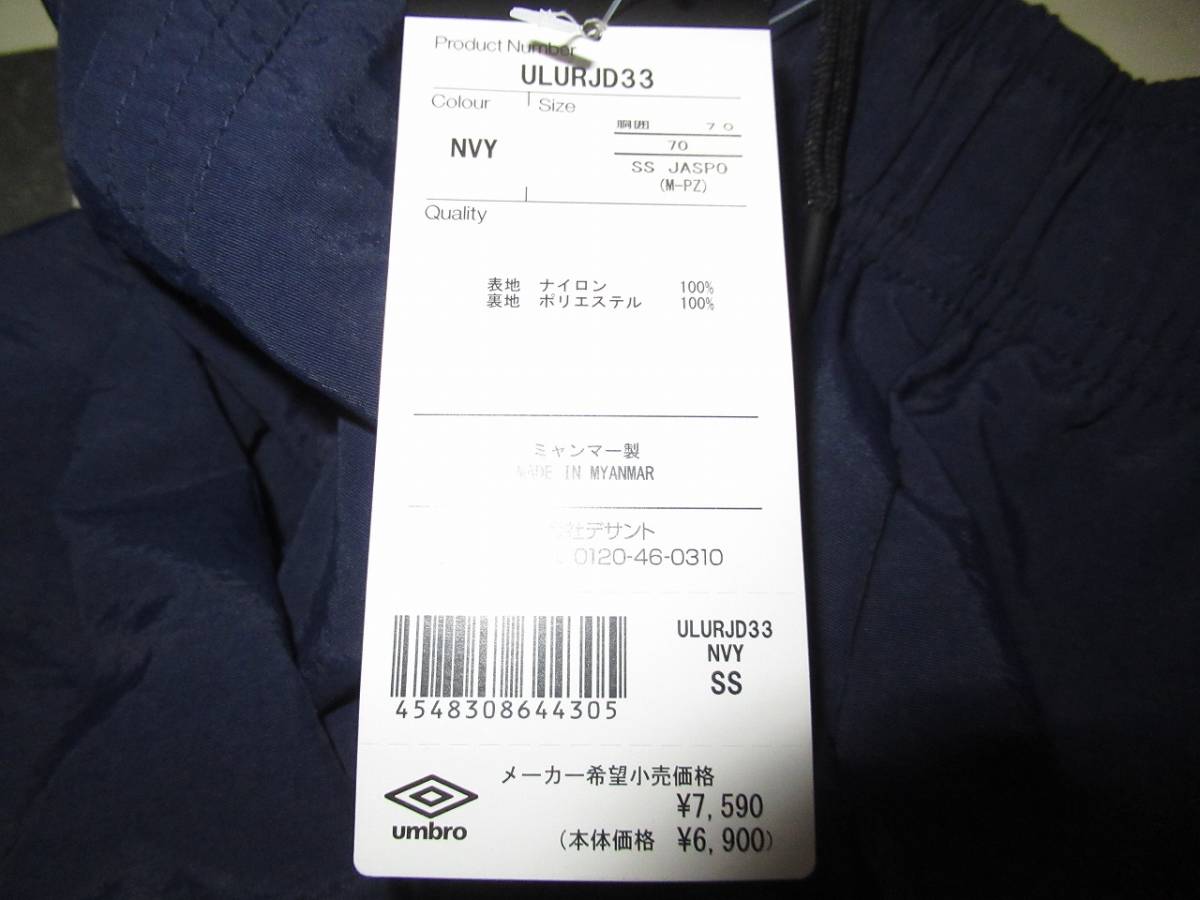 Product Number
ULURJD33
Colour Size
NVY
胴囲 70
70
SS JASPO
(M-PZ)
Quality
表地 ナイロン 100%
裏地 ポリエステル 100%
ミャンマー製
MADE IN MYANMAR
デサント
0120-46-0310
ULURJD33
NVY
SS
4548308644305
メーカー希望小売価格
¥7,590
(本体価格 ¥6,900)
umbro